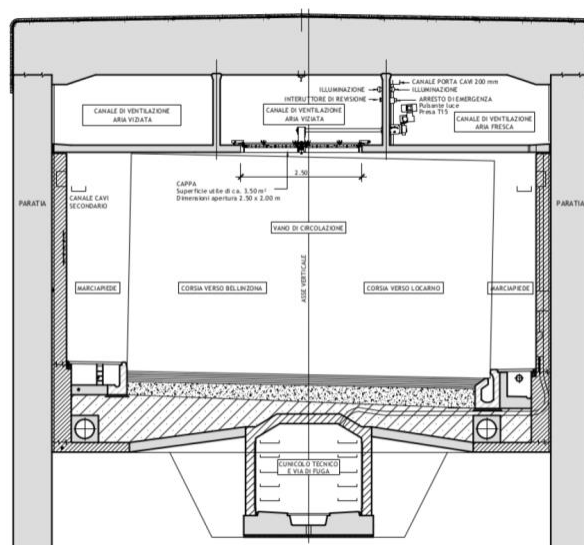 CANALE PORTA CAVI 200 mm
ILLUMINAZIONE
ILLUMINAZIONE
INTERUTTORE DI REVISIONE
ARRESTO DI EMERGENZA
Pulsante luce
Presa T15
CANALE DI VENTILAZIONE
ARIA VIZIATA
CANALE DI VENTILAZIONE
ARIA VIZIATA
CANALE DI VENTILAZIONE
ARIA FRESCA
2.50
CAPPA
Superficie utile di ca. 3.50 m²
Dimensioni apertura 2.50 x 2.00 m
CANALE CAVI
SECONDARIO
PARATIA
PARATIA
VANO DI CIRCOLAZIONE
ASSE VERTICALE
MARCIAPIEDE
CORSIA VERSO BELLINZONA
CORSIA VERSO LOCARNO
MARCIAPIEDE
CUNICOLO TECNICO
E VIA DI FUGA